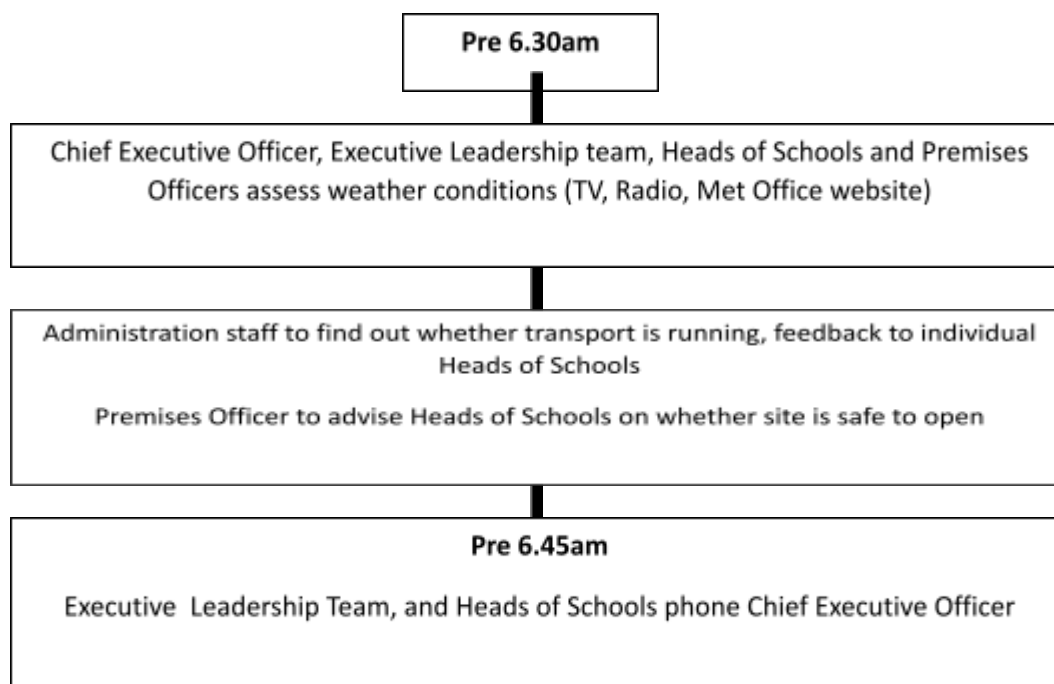 Pre 6.30am
Chief Executive Officer, Executive Leadership team, Heads of Schools and Premises
Officers assess weather conditions (TV, Radio, Met Office website)
Administration staff to find out whether transport is running, feedback to individual
Heads of Schools
Premises Officer to advise Heads of Schools on whether site is safe to open
Pre 6.45am
Executive  Leadership Team, and Heads of Schools phone Chief Executive Officer